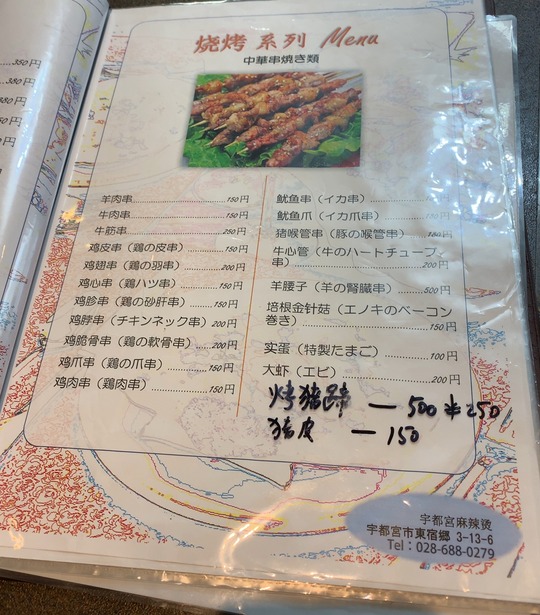 350円
380円
烧烤 系列 Menu
中華串焼き類
羊肉串 150円
牛肉串 150円
牛筋串 250円
鸡皮串（鶏の皮串） 150円
鸡翅串（鶏の羽串） 200円
鸡心串（鶏ハツ串） 150円
鸡胗串（鶏の砂肝串） 150円
鸡脖串（チキンネック串） 200円
鸡脆骨串（鶏の軟骨串） 200円
鸡爪串（鶏の爪串） 150円
鸡肉串（鶏肉串） 150円
鱿鱼串（イカ串）
鱿鱼爪（イカ爪串）
猪喉管串（豚の喉管串） 150円
牛心管（牛のハートチューブ
串） 200円
羊腰子（羊の腎臓串） 500円
培根金针菇（エノキのベーコン
巻き） 150円
实蛋（特製たまご） 100円
大虾（エビ） 200円
烤猪蹄 — 500 半250
猪皮 — 150
宇都宮麻辣烫
宇都宮市東宿郷 3-13-6
Tel：028-688-0279